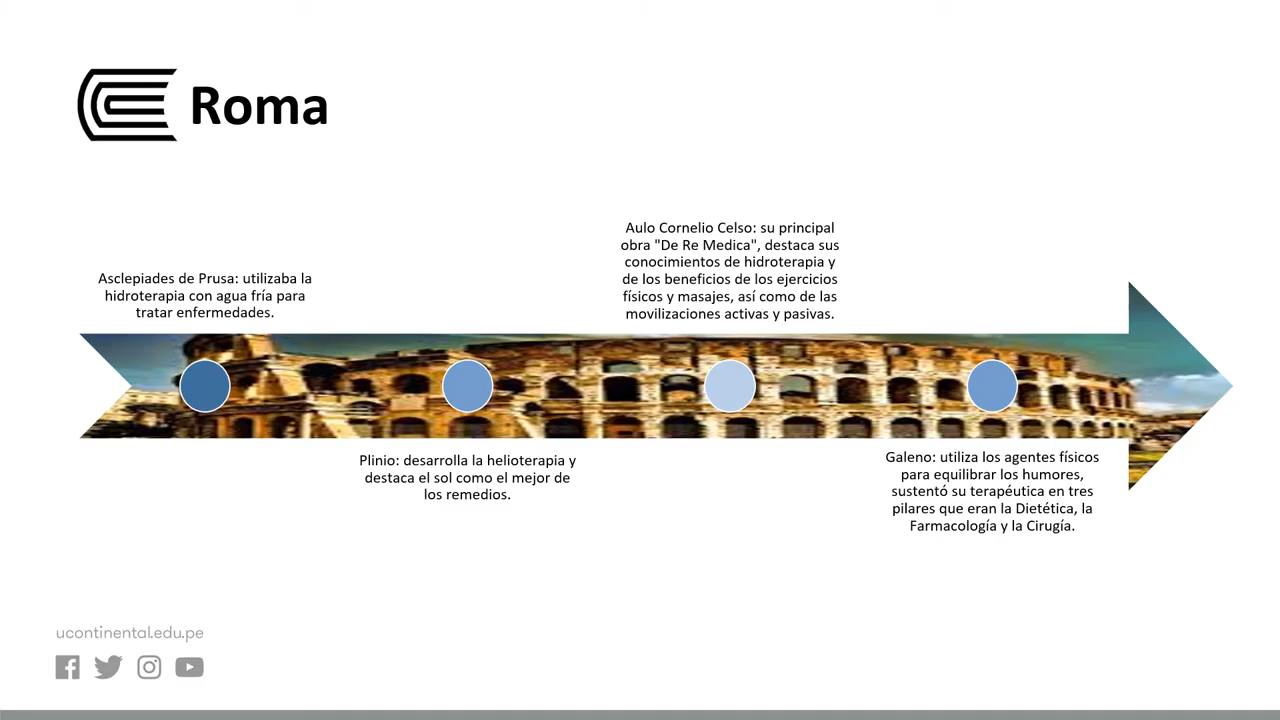 Roma
Asclepiades de Prusa: utilizaba la
hidroterapia con agua fría para
tratar enfermedades.
Plinio: desarrolla la helioterapia y
destaca el sol como el mejor de
los remedios.
Aulo Cornelio Celso: su principal
obra "De Re Medica", destaca sus
conocimientos de hidroterapia y
de los beneficios de los ejercicios
físicos y masajes, así como de las
movilizaciones activas y pasivas.
Galeno: utiliza los agentes físicos
para equilibrar los humores,
sustentó su terapéutica en tres
pilares que eran la Dietética, la
Farmacología y la Cirugía.
ucontinental.edu.pe